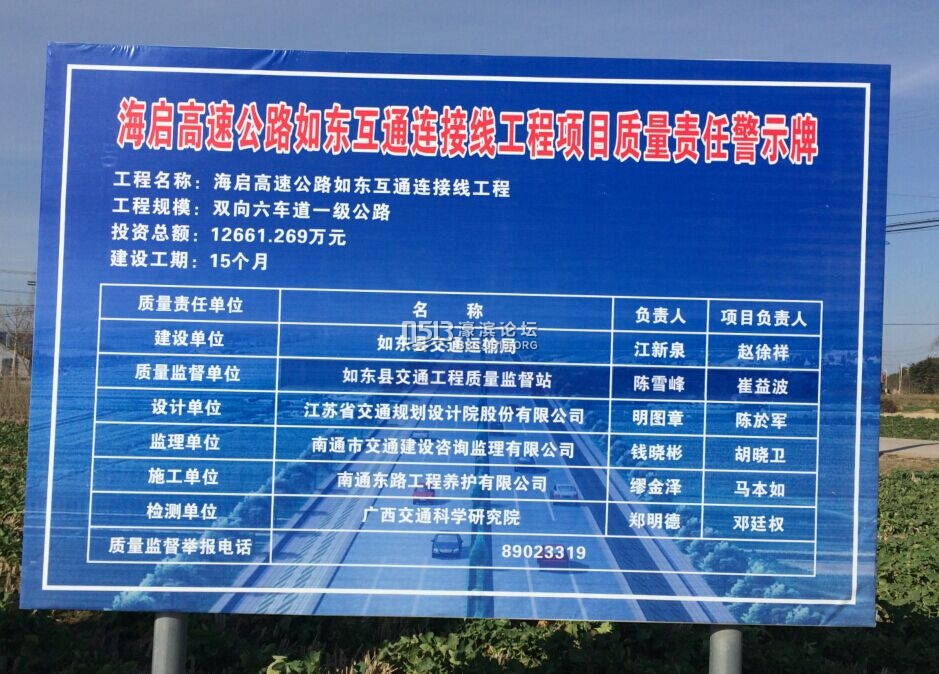 海启高速公路如东互通连接线工程项目质量责任警示牌
工程名称：海启高速公路如东互通连接线工程
工程规模：双向六车道一级公路
投资总额：12661.269万元
建设工期：15个月
质量责任单位 名 称 负责人 项目负责人
建设单位 如东县交通运输局 江新泉 赵徐祥
质量监督单位 如东县交通工程质量监督站 陈雪峰 崔益波
设计单位 江苏省交通规划设计院股份有限公司 明图章 陈於军
监理单位 南通市交通建设咨询监理有限公司 钱晓彬 胡晓卫
施工单位 南通东路工程养护有限公司 缪金泽 马本如
检测单位 广西交通科学研究院 郑明德 邓廷权
质量监督举报电话 89023319
0513 濠滨论坛